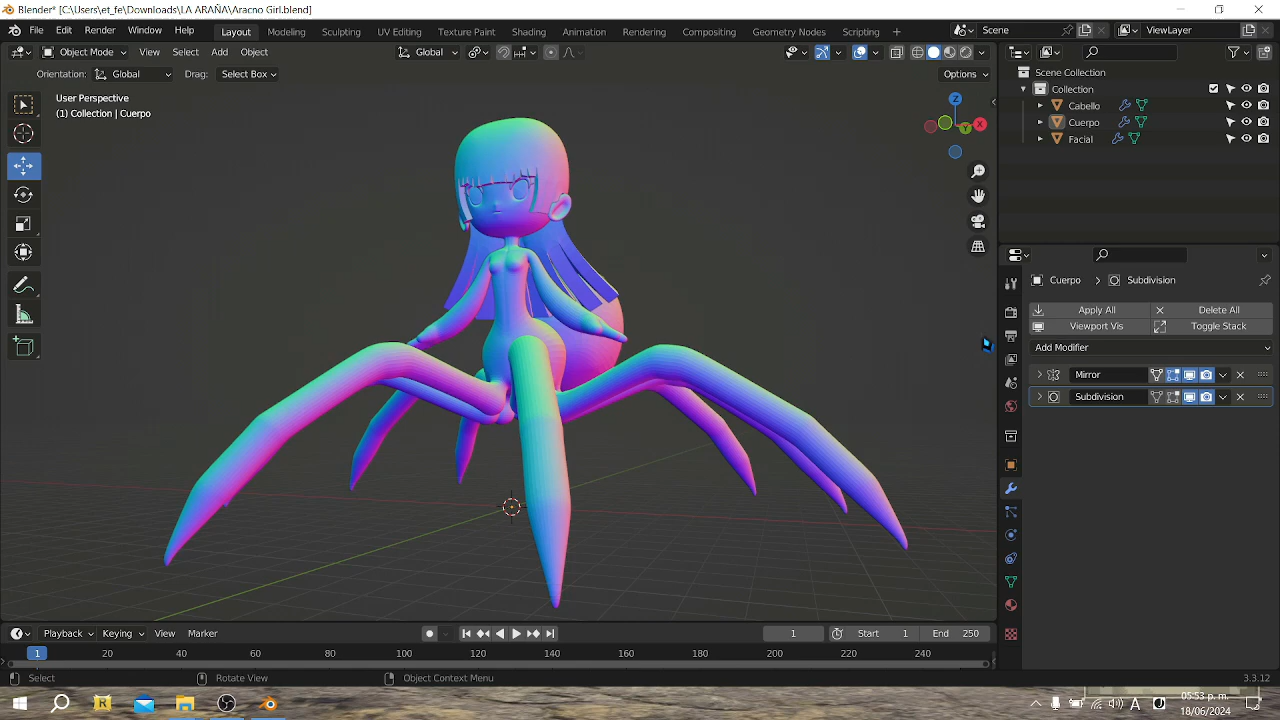 Blender* [C:\Users\et_fe\Downloads\LA ARAÑA\Aracno Girl.blend]
File Edit Render Window Help Layout Modeling Sculpting UV Editing Texture Paint Shading Animation Rendering Compositing Geometry Nodes Scripting + Scene ViewLayer
Object Mode View Select Add Object Global Options
Orientation: Global Drag: Select Box
User Perspective
(1) Collection | Cuerpo
Z
X
Y
Scene Collection
Collection
Cabello
Cuerpo
Facial
Cuerpo > Subdivision
Apply All Delete All
Viewport Vis Toggle Stack
Add Modifier
Mirror
Subdivision
Playback Keying View Marker 1 Start 1 End 250
1 20 40 60 80 100 120 140 160 180 200 220 240
Select Rotate View Object Context Menu 3.3.12
05:53 p. m.
18/06/2024